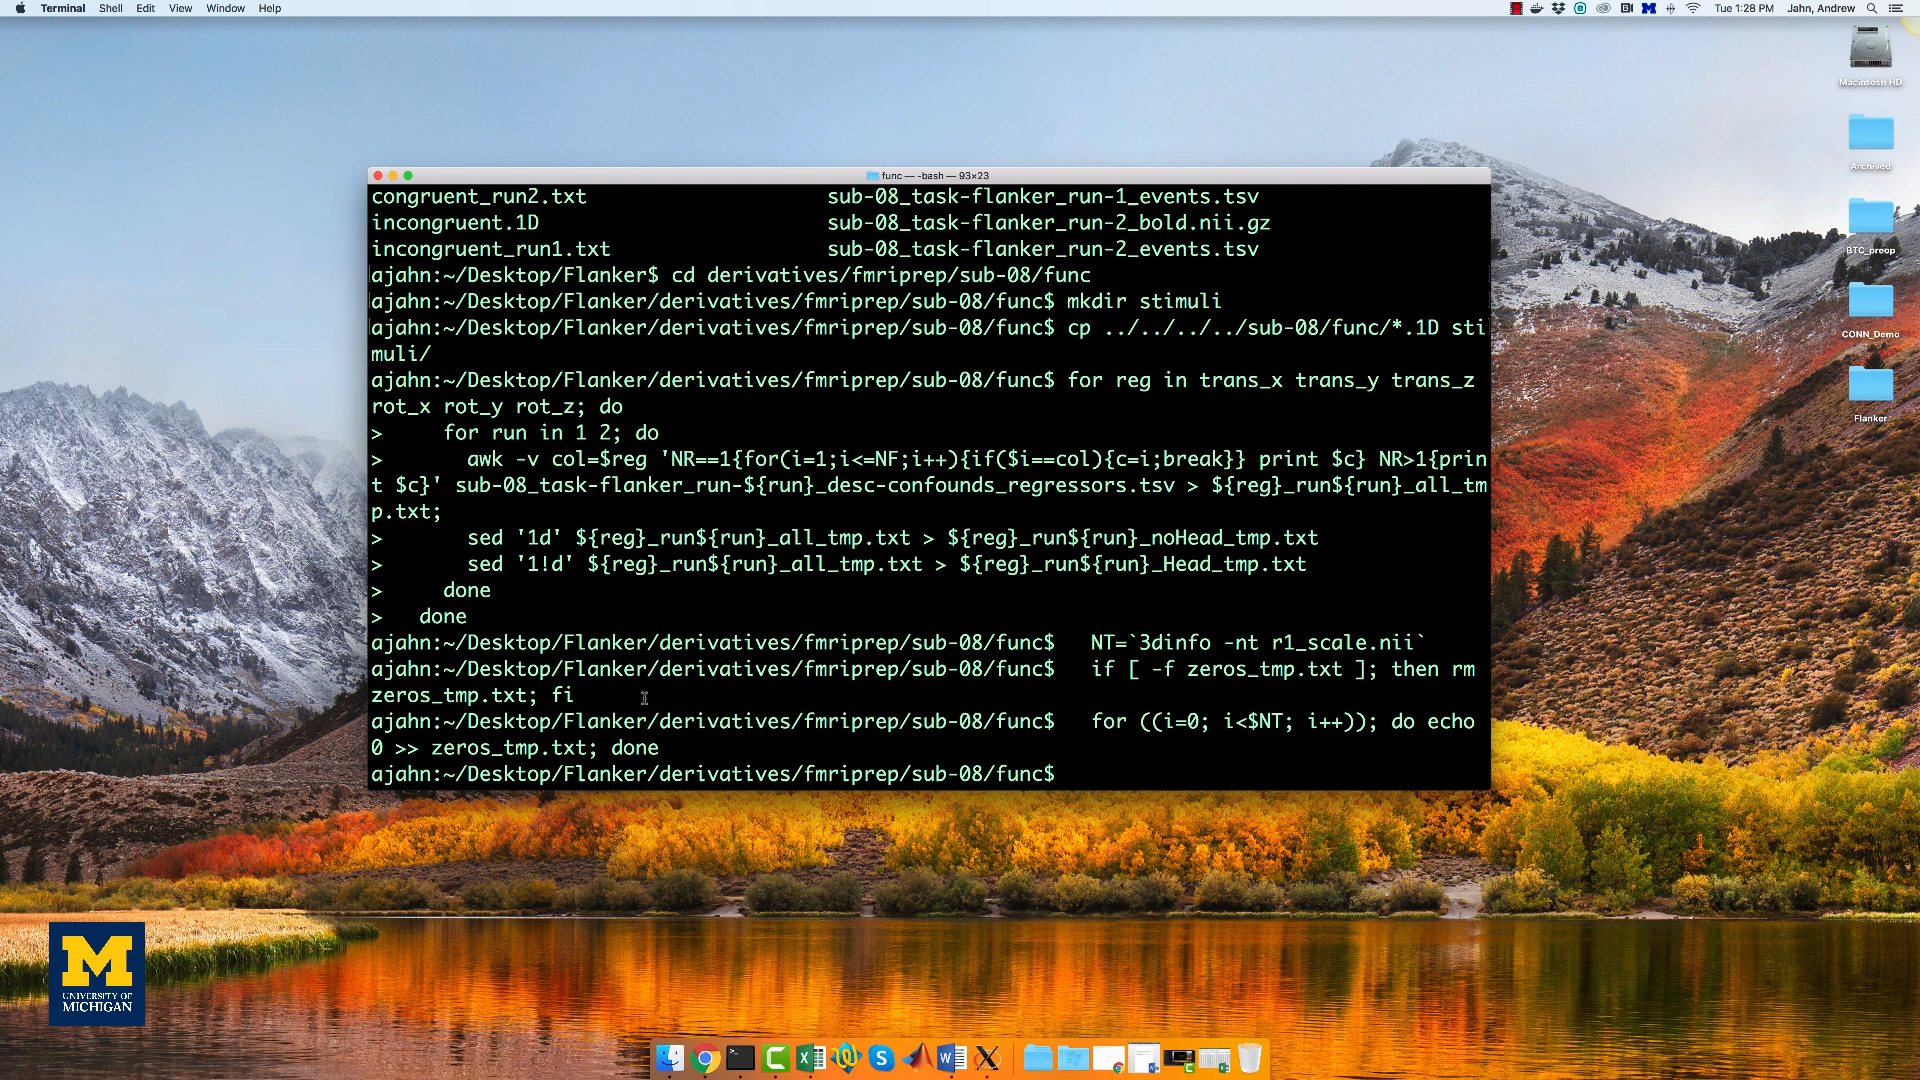 Terminal Shell Edit View Window Help
Tue 1:28 PM Jahn, Andrew
Macintosh HD
Archived
BTC_preop
CONN_Demo
Flanker
func — -bash — 93×23
congruent_run2.txt sub-08_task-flanker_run-1_events.tsv
incongruent.1D sub-08_task-flanker_run-2_bold.nii.gz
incongruent_run1.txt sub-08_task-flanker_run-2_events.tsv
ajahn:~/Desktop/Flanker$ cd derivatives/fmriprep/sub-08/func
ajahn:~/Desktop/Flanker/derivatives/fmriprep/sub-08/func$ mkdir stimuli
ajahn:~/Desktop/Flanker/derivatives/fmriprep/sub-08/func$ cp ../../../../sub-08/func/*.1D sti
muli/
ajahn:~/Desktop/Flanker/derivatives/fmriprep/sub-08/func$ for reg in trans_x trans_y trans_z
rot_x rot_y rot_z; do
> for run in 1 2; do
> awk -v col=$reg 'NR==1{for(i=1;i<=NF;i++){if($i==col){c=i;break}} print $c} NR>1{prin
t $c}' sub-08_task-flanker_run-${run}_desc-confounds_regressors.tsv > ${reg}_run${run}_all_tm
p.txt;
> sed '1d' ${reg}_run${run}_all_tmp.txt > ${reg}_run${run}_noHead_tmp.txt
> sed '1!d' ${reg}_run${run}_all_tmp.txt > ${reg}_run${run}_Head_tmp.txt
> done
> done
ajahn:~/Desktop/Flanker/derivatives/fmriprep/sub-08/func$ NT=`3dinfo -nt r1_scale.nii`
ajahn:~/Desktop/Flanker/derivatives/fmriprep/sub-08/func$ if [ -f zeros_tmp.txt ]; then rm
zeros_tmp.txt; fi
ajahn:~/Desktop/Flanker/derivatives/fmriprep/sub-08/func$ for ((i=0; i<$NT; i++)); do echo
0 >> zeros_tmp.txt; done
ajahn:~/Desktop/Flanker/derivatives/fmriprep/sub-08/func$
M
UNIVERSITY OF
MICHIGAN